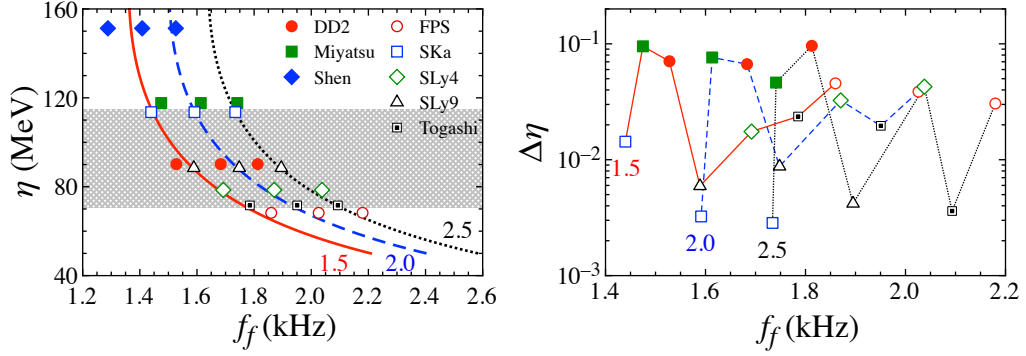 160
120
80
40
η (MeV)
DD2
Miyatsu
Shen
FPS
SKa
SLy4
SLy9
Togashi
1.5
2.0
2.5
1.2 1.4 1.6 1.8 2.0 2.2 2.4 2.6
f_f (kHz)
10⁻¹
10⁻²
10⁻³
Δη
1.5
2.0
2.5
1.4 1.6 1.8 2.0 2.2
f_f (kHz)